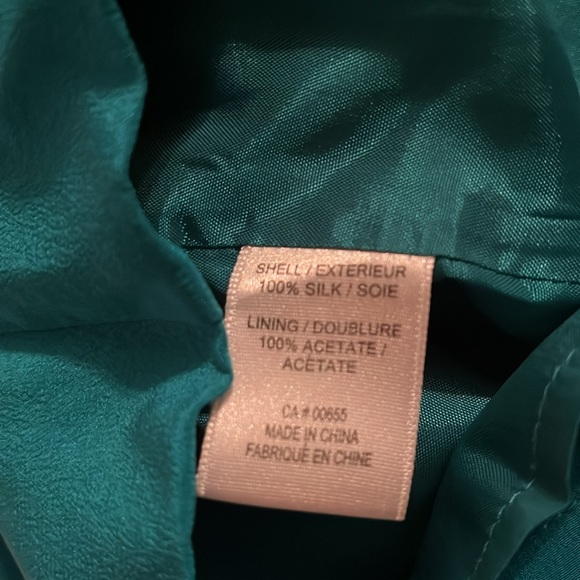 SHELL / EXTERIEUR
100% SILK / SOIE
LINING / DOUBLURE
100% ACETATE /
ACÉTATE
CA # 00655
MADE IN CHINA
FABRIQUÉ EN CHINE